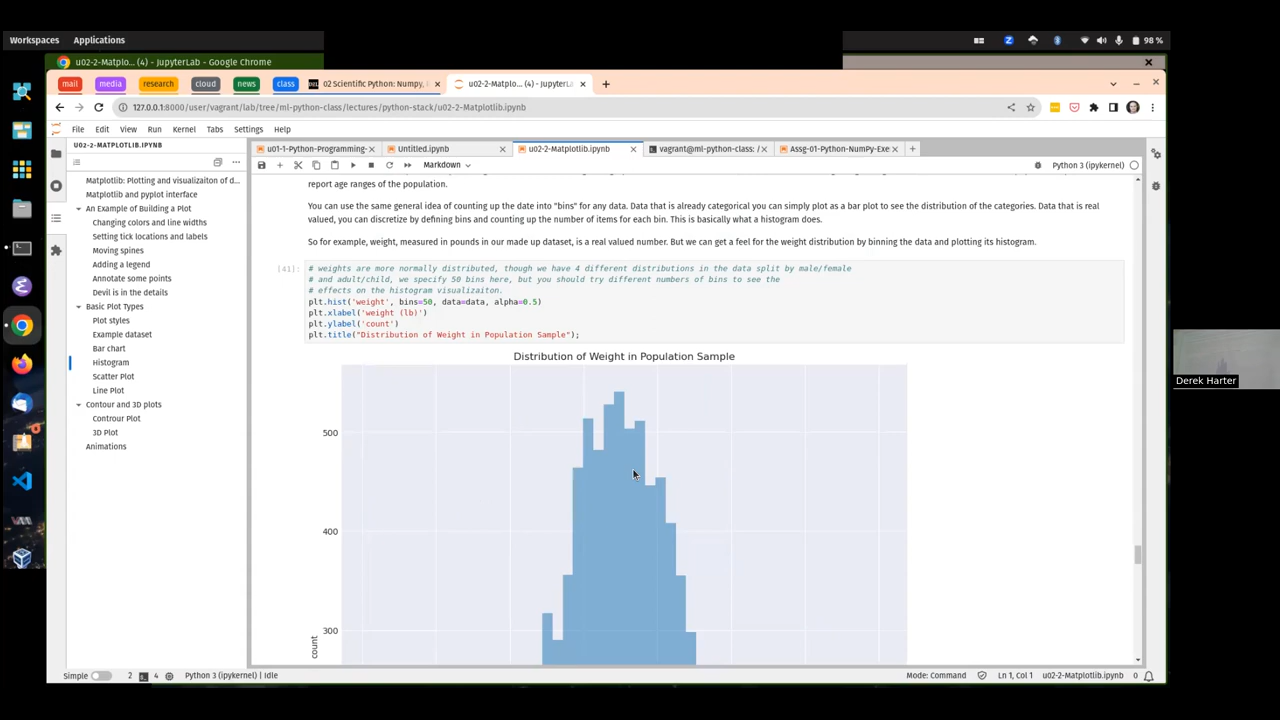 Workspaces Applications
98 %
u02-2-Matplo... (4) - JupyterLab - Google Chrome
mail media research cloud news class 02 Scientific Python: Numpy, u02-2-Matplo... (4) - JupyterL
127.0.0.1:8000/user/vagrant/lab/tree/ml-python-class/lectures/python-stack/u02-2-Matplotlib.ipynb
File Edit View Run Kernel Tabs Settings Help
U02-2-MATPLOTLIB.IPYNB
u01-1-Python-Programming- Untitled.ipynb u02-2-Matplotlib.ipynb vagrant@ml-python-class: / Assg-01-Python-NumPy-Exe
Markdown
Python 3 (ipykernel)
Matplotlib: Plotting and visualizaiton of d...
Matplotlib and pyplot interface
An Example of Building a Plot
Changing colors and line widths
Setting tick locations and labels
Moving spines
Adding a legend
Annotate some points
Devil is in the details
Basic Plot Types
Plot styles
Example dataset
Bar chart
Histogram
Scatter Plot
Line Plot
Contour and 3D plots
Controur Plot
3D Plot
Animations
report age ranges of the population.
You can use the same general idea of counting up the date into "bins" for any data. Data that is already categorical you can simply plot as a bar plot to see the distribution of the categories. Data that is real
valued, you can discretize by defining bins and counting up the number of items for each bin. This is basically what a histogram does.
So for example, weight, measured in pounds in our made up dataset, is a real valued number. But we can get a feel for the weight distribution by binning the data and plotting its histogram.
[41]:
# weights are more normally distributed, though we have 4 different distributions in the data split by male/female
# and adult/child, we specify 50 bins here, but you should try different numbers of bins to see the
# effects on the histogram visualizaiton.
plt.hist('weight', bins=50, data=data, alpha=0.5)
plt.xlabel('weight (lb)')
plt.ylabel('count')
plt.title("Distribution of Weight in Population Sample");
Distribution of Weight in Population Sample
500
400
300
count
Derek Harter
Simple 2 4 Python 3 (ipykernel) | Idle
Mode: Command Ln 1, Col 1 u02-2-Matplotlib.ipynb 0